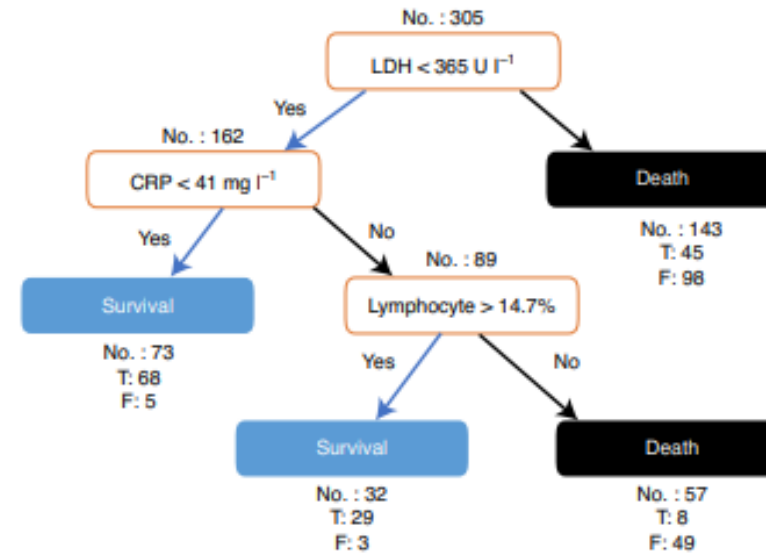 No. : 305
LDH < 365 U l⁻¹
Yes
No. : 162
CRP < 41 mg l⁻¹
Death
No. : 143
T: 45
F: 98
Yes
No
No. : 89
Survival
Lymphocyte > 14.7%
No. : 73
T: 68
F: 5
Yes
No
Survival
Death
No. : 32
T: 29
F: 3
No. : 57
T: 8
F: 49